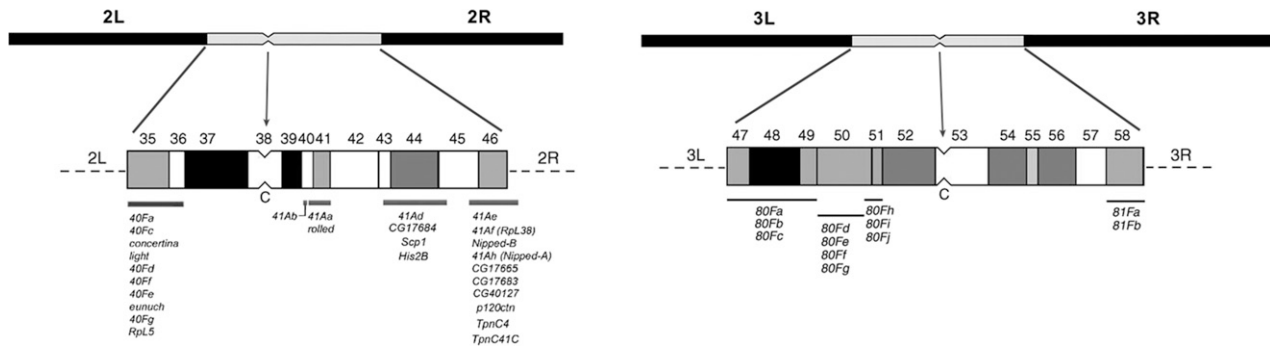 2L 2R
35 36 37 38 39 40 41 42 43 44 45 46
2L 2R
C
40Fa
40Fc
concertina
light
40Fd
40Ff
40Fe
eunuch
40Fg
RpL5
41Ab
41Aa
rolled
41Ad
CG17684
Scp1
His2B
41Ae
41Af (RpL38)
Nipped-B
41Ah (Nipped-A)
CG17665
CG17683
CG40127
p120ctn
TpnC4
TpnC41C
3L 3R
47 48 49 50 51 52 53 54 55 56 57 58
3L 3R
C
80Fa
80Fb
80Fc
80Fd
80Fe
80Ff
80Fg
80Fh
80Fi
80Fj
81Fa
81Fb